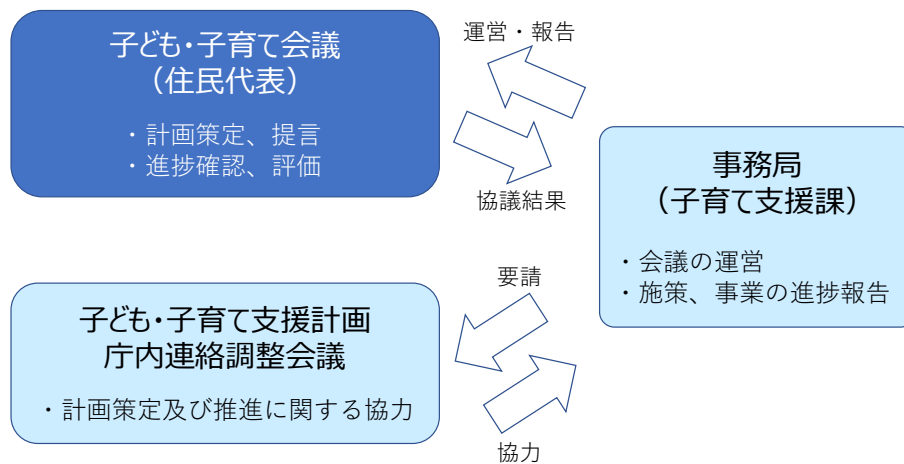 子ども・子育て会議
（住民代表）
・計画策定、提言
・進捗確認、評価
運営・報告
協議結果
事務局
（子育て支援課）
・会議の運営
・施策、事業の進捗報告
子ども・子育て支援計画
庁内連絡調整会議
・計画策定及び推進に関する協力
要請
協力